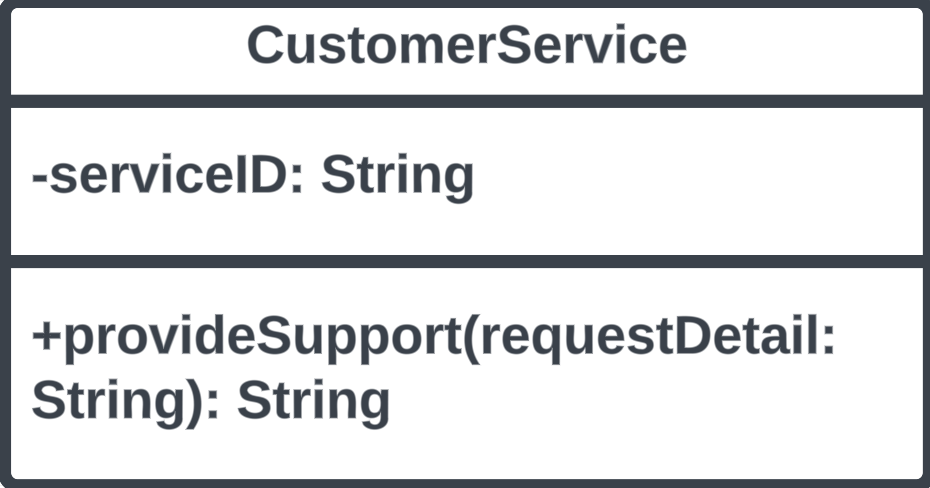 CustomerService
-serviceID: String
+provideSupport(requestDetail:
String): String